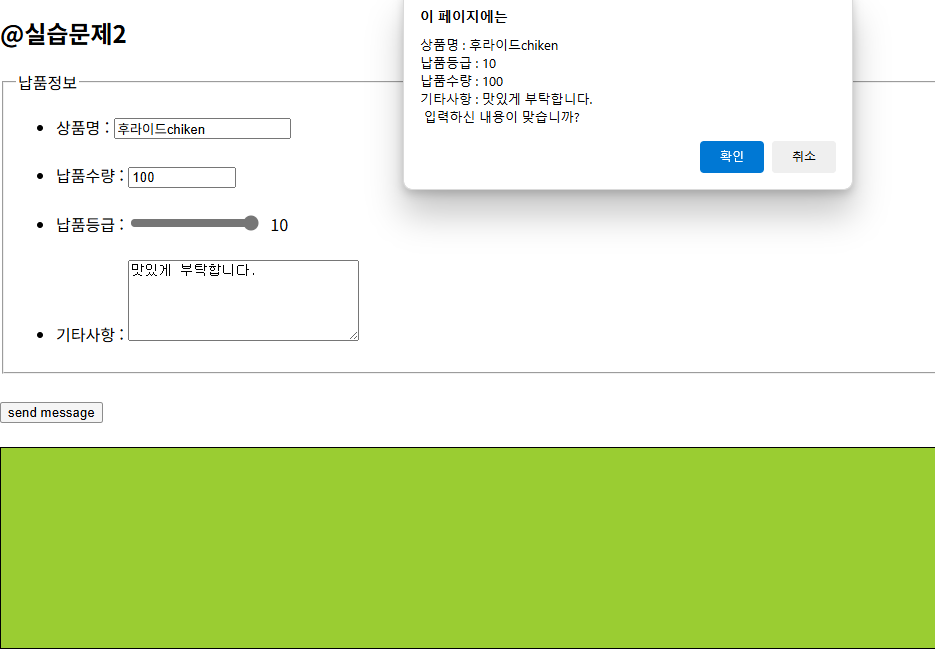 @실습문제2
이 페이지에는
상품명 : 후라이드chiken
납품등급 : 10
납품수량 : 100
기타사항 : 맛있게 부탁합니다.
입력하신 내용이 맞습니까?
확인 취소
납품정보
상품명 : 후라이드chiken
납품수량 : 100
납품등급 : 10
맛있게 부탁합니다.
기타사항 :
send message